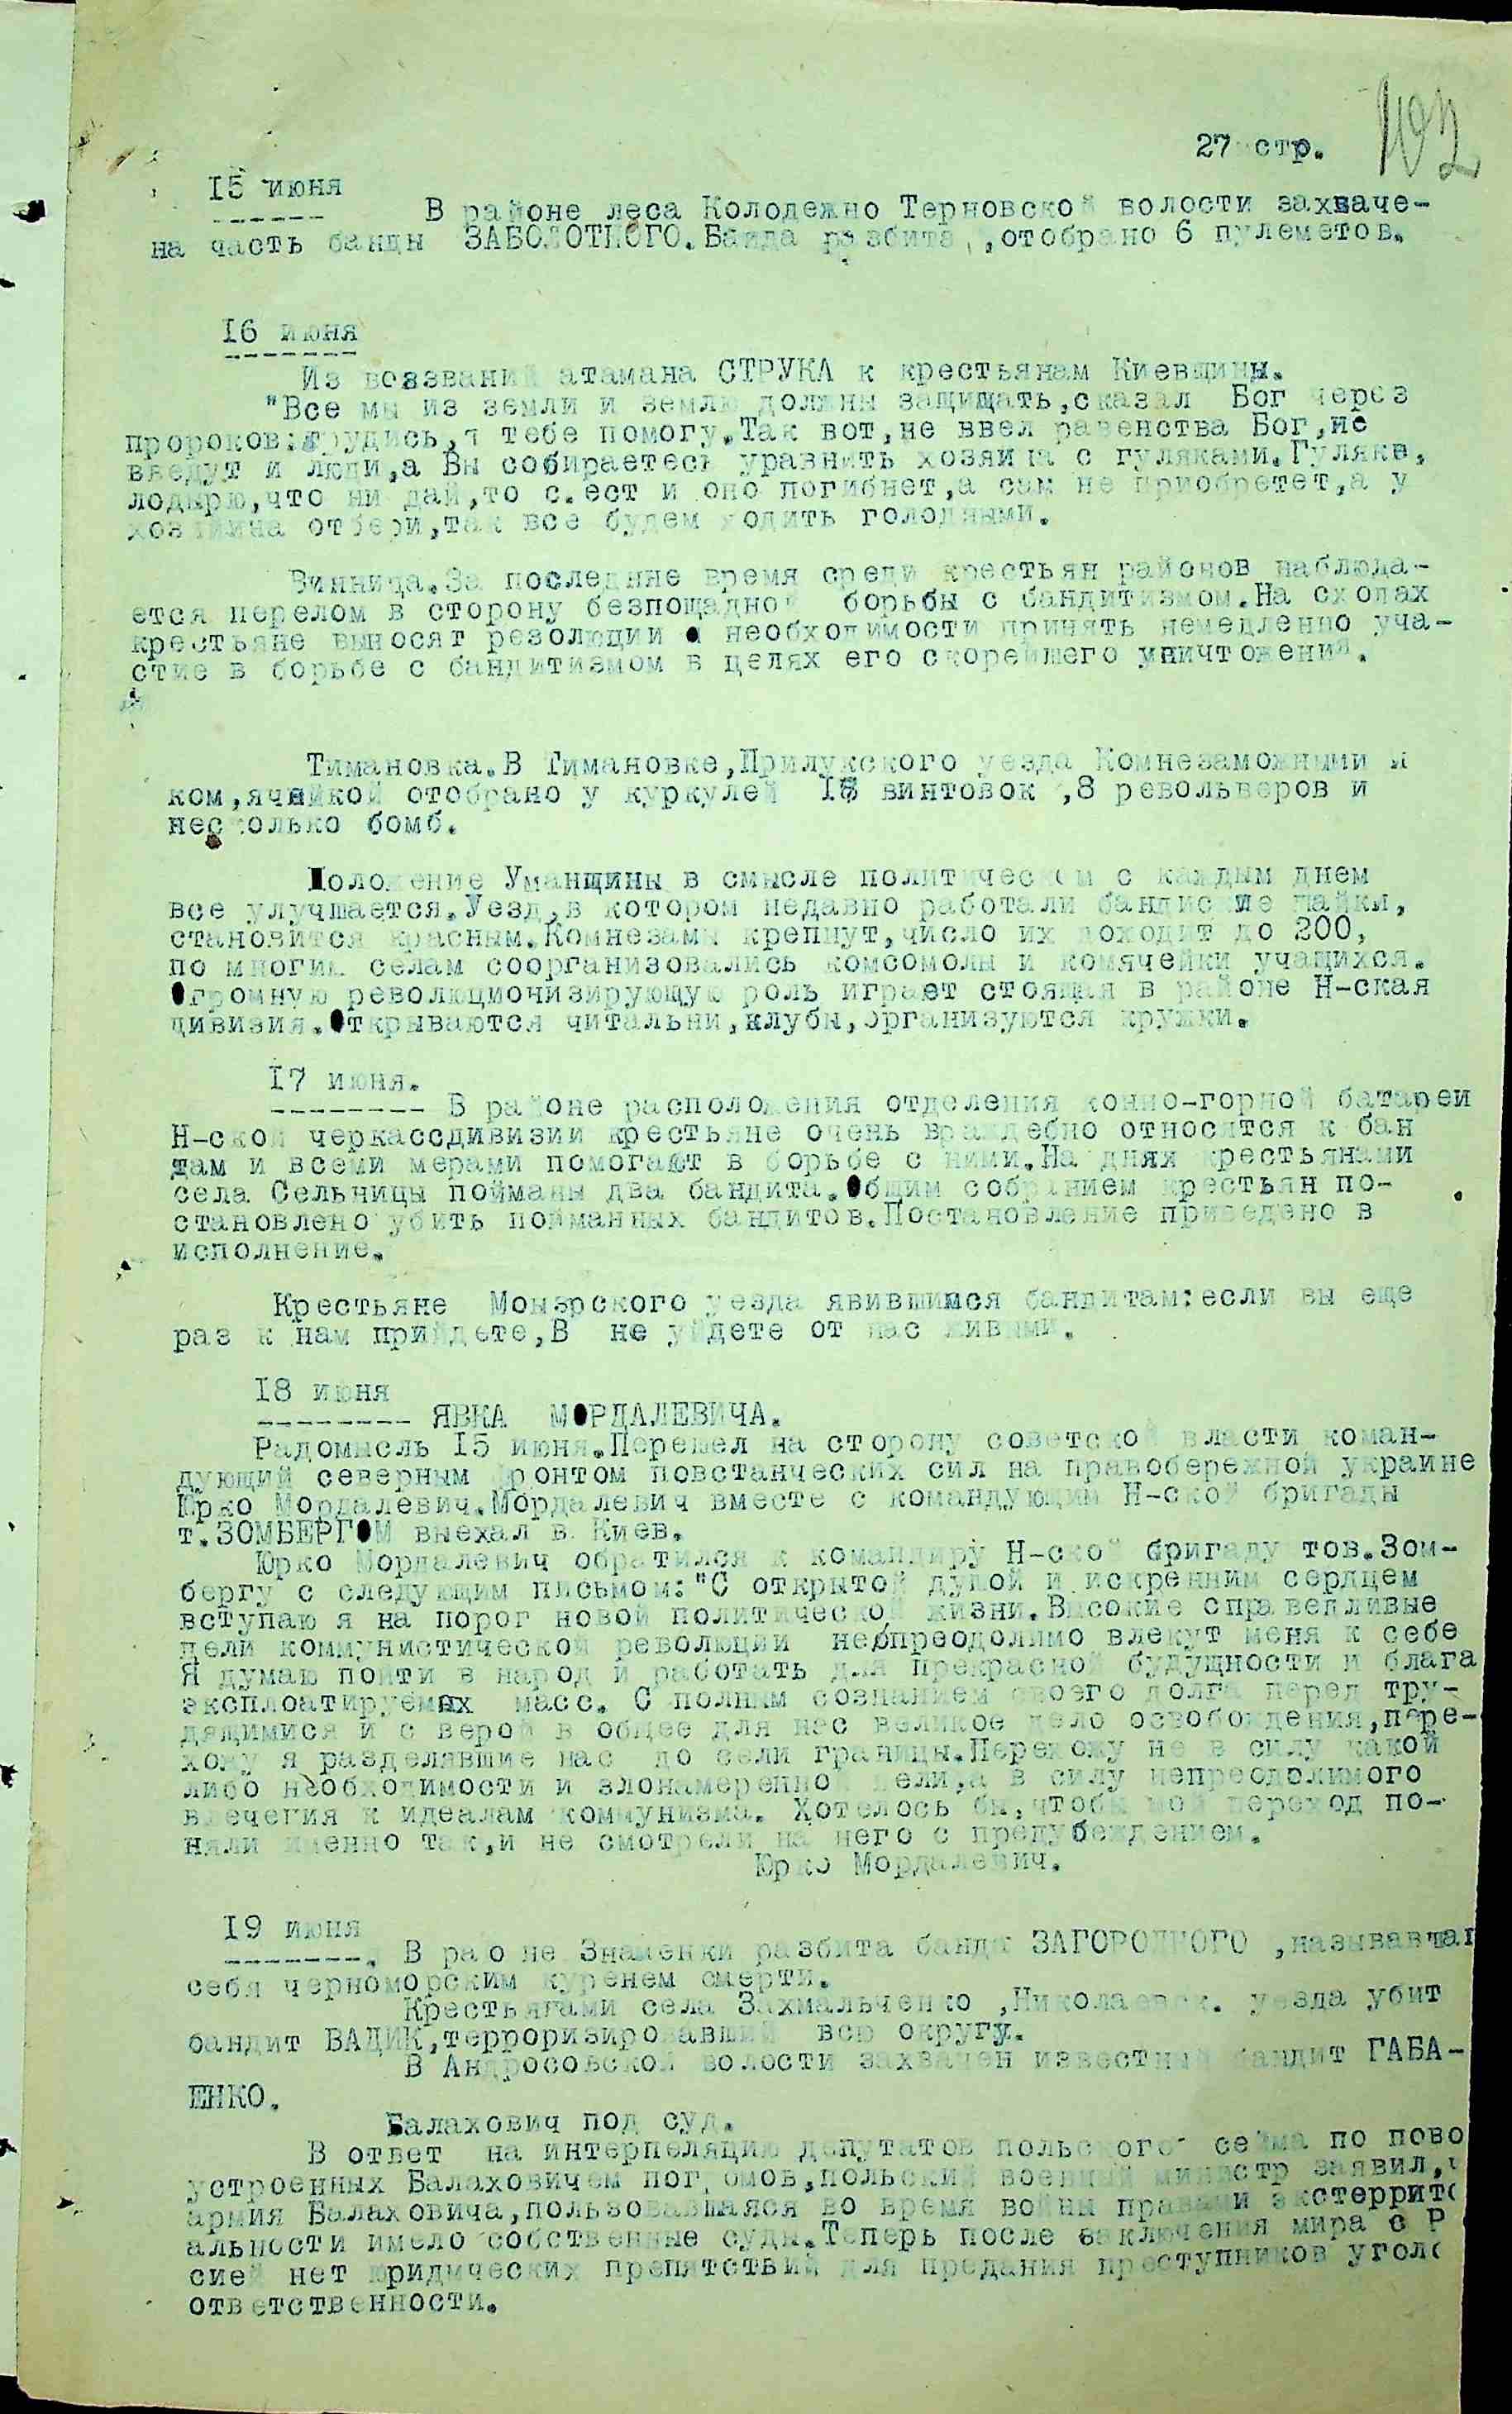 27 стр.
102
15 июня
В районе леса Колодежно Терновской волости захваче-
на часть банды ЗАБОЛОТНОГО. Банда разбита, ,отобрано 6 пулеметов.
16 июня
Из воззваний атамана СТРУКА к крестьянам Киевщины.
"Все мы из земли и землю должны защищать,сказал Бог через
пророков:трудись,я тебе помогу.Так вот,не ввел равенства Бог,не
введут и люди,а Вы собираетесь уравнить хозяина с гуляками.Гуляке,
лодырю,что ни дай,то с.ест и оно погибнет,а сам не приобретет,а у
хозяина отбери,так все будем ходить голодными.
Винница.За последние время среди крестьян районов наблюда-
ется перелом в сторону безпощадной борьбы с бандитизмом.На сходах
крестьяне выносят резолюции о необходимости принять немедленно уча-
стие в борьбе с бандитизмом в целях его скорейшего уничтожения.
Тимановка.В Тимановке,Прилукского уезда Комнезаможными и
ком,ячейкой отобрано у куркулей винтовок ,8 револьверов и
несколько бомб.
Положение Уманщины в смысле политическом с каждым днем
все улучшается.Уезд,в котором недавно работали бандисткие шайки,
становится красным.Комнезамы крепнут,число их доходит до 200,
по многим селам соорганизовались комсомолы и комячейки учащихся.
Огромную революционизирующую роль играет стоящая в районе Н-ская
дивизия.Открываются читальни,клубы,организуются кружки.
17 июня.
В районе расположения отделения конно-горной батареи
Н-ской черкассдивизии крестьяне очень враждебно относятся к бан
дам и всеми мерами помогают в борьбе с ними.На днях крестьянами
села Сельницы пойманы два бандита.Общим собранием крестьян по-
становлено убить пойманных бандитов.Постановление приведено в
исполнение.
Крестьяне уезда явившимся бандитам:если вы еще
раз к нам прийдете,В не уйдете от нас живыми.
18 июня
ЯВКА МОРДАЛЕВИЧА.
Радомысль 15 июня.Перешел на сторону советской власти коман-
дующий северным фронтом повстанческих сил на правобережной украине
Юрко Мордалевич.Мордалевич вместе с командующим Н-ской бригады
т.ЗОМБЕРГОМ выехал в Киев.
Юрко Мордалевич обратился к командиру Н-ской бригаду тов.Зом-
бергу с следующим письмом:"С открытой душой и искренним сердцем
вступаю я на порог новой политической жизни.Высокие справедливые
цели коммунистической революции непреодолимо влекут меня к себе
Я думаю пойти в народ и работать для прекрасной будущности и блага
эксплоатируемых масс. С полным сознанием своего долга перед тру-
дящимися и с верой в общее для нас великое дело освобождения,пере-
хожу я разделявшие нас до сели границы.Перехожу не в силу какой
либо необходимости и злонамеренной цели,а в силу непреодолимого
влечения к идеалам коммунизма. Хотелось бы,чтобы мой переход по-
няли именно так,и не смотрели на него с предубеждением.
Юрко Мордалевич.
19 июня
В районе Знаменки разбита банда ЗАГОРОДНОГО ,называвшая
себя черноморским куренем смерти.
Крестьянами села Захмальченко ,Николаевск. уезда убит
бандит ВАДИК,терроризировавший всю округу.
В Андросовской волости захвачен известный бандит ГАБА-
ЕНКО.
Балахович под суд.
В ответ на интерпеляцию депутатов польского сейма по пово
устроенных Балаховичем погромов,польский военный министр заявил,ч
армия Балаховича,пользовавшаяся во время войны правами экстеррито
альности имело собственные суды.Теперь после заключения мира с Р
сией нет юридических препятствий для предания преступников уголо
ответственности.